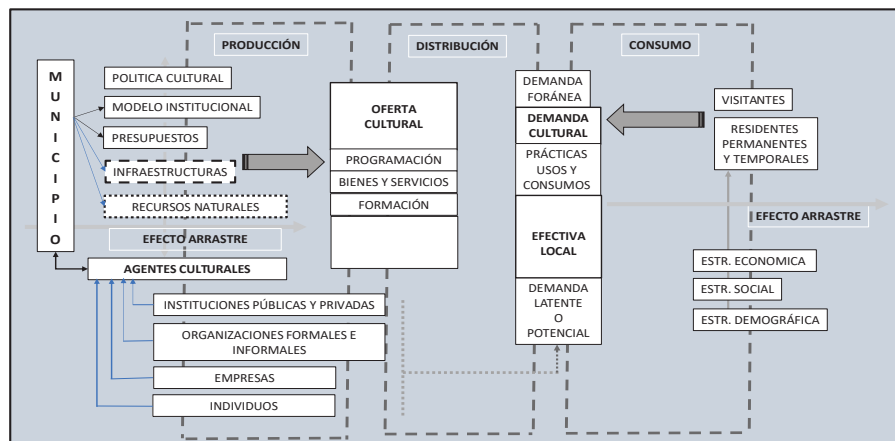 PRODUCCIÓN
DISTRIBUCIÓN
CONSUMO
MUNICIPIO
POLITICA CULTURAL
MODELO INSTITUCIONAL
PRESUPUESTOS
INFRAESTRUCTURAS
RECURSOS NATURALES
EFECTO ARRASTRE
AGENTES CULTURALES
INSTITUCIONES PÚBLICAS Y PRIVADAS
ORGANIZACIONES FORMALES E
INFORMALES
EMPRESAS
INDIVIDUOS
OFERTA
CULTURAL
PROGRAMACIÓN
BIENES Y SERVICIOS
FORMACIÓN
DEMANDA
FORÁNEA
DEMANDA
CULTURAL
PRÁCTICAS
USOS Y
CONSUMOS
EFECTIVA
LOCAL
DEMANDA
LATENTE
O
POTENCIAL
VISITANTES
RESIDENTES
PERMANENTES
Y TEMPORALES
EFECTO ARRASTRE
ESTR. ECONOMICA
ESTR. SOCIAL
ESTR. DEMOGRÁFICA